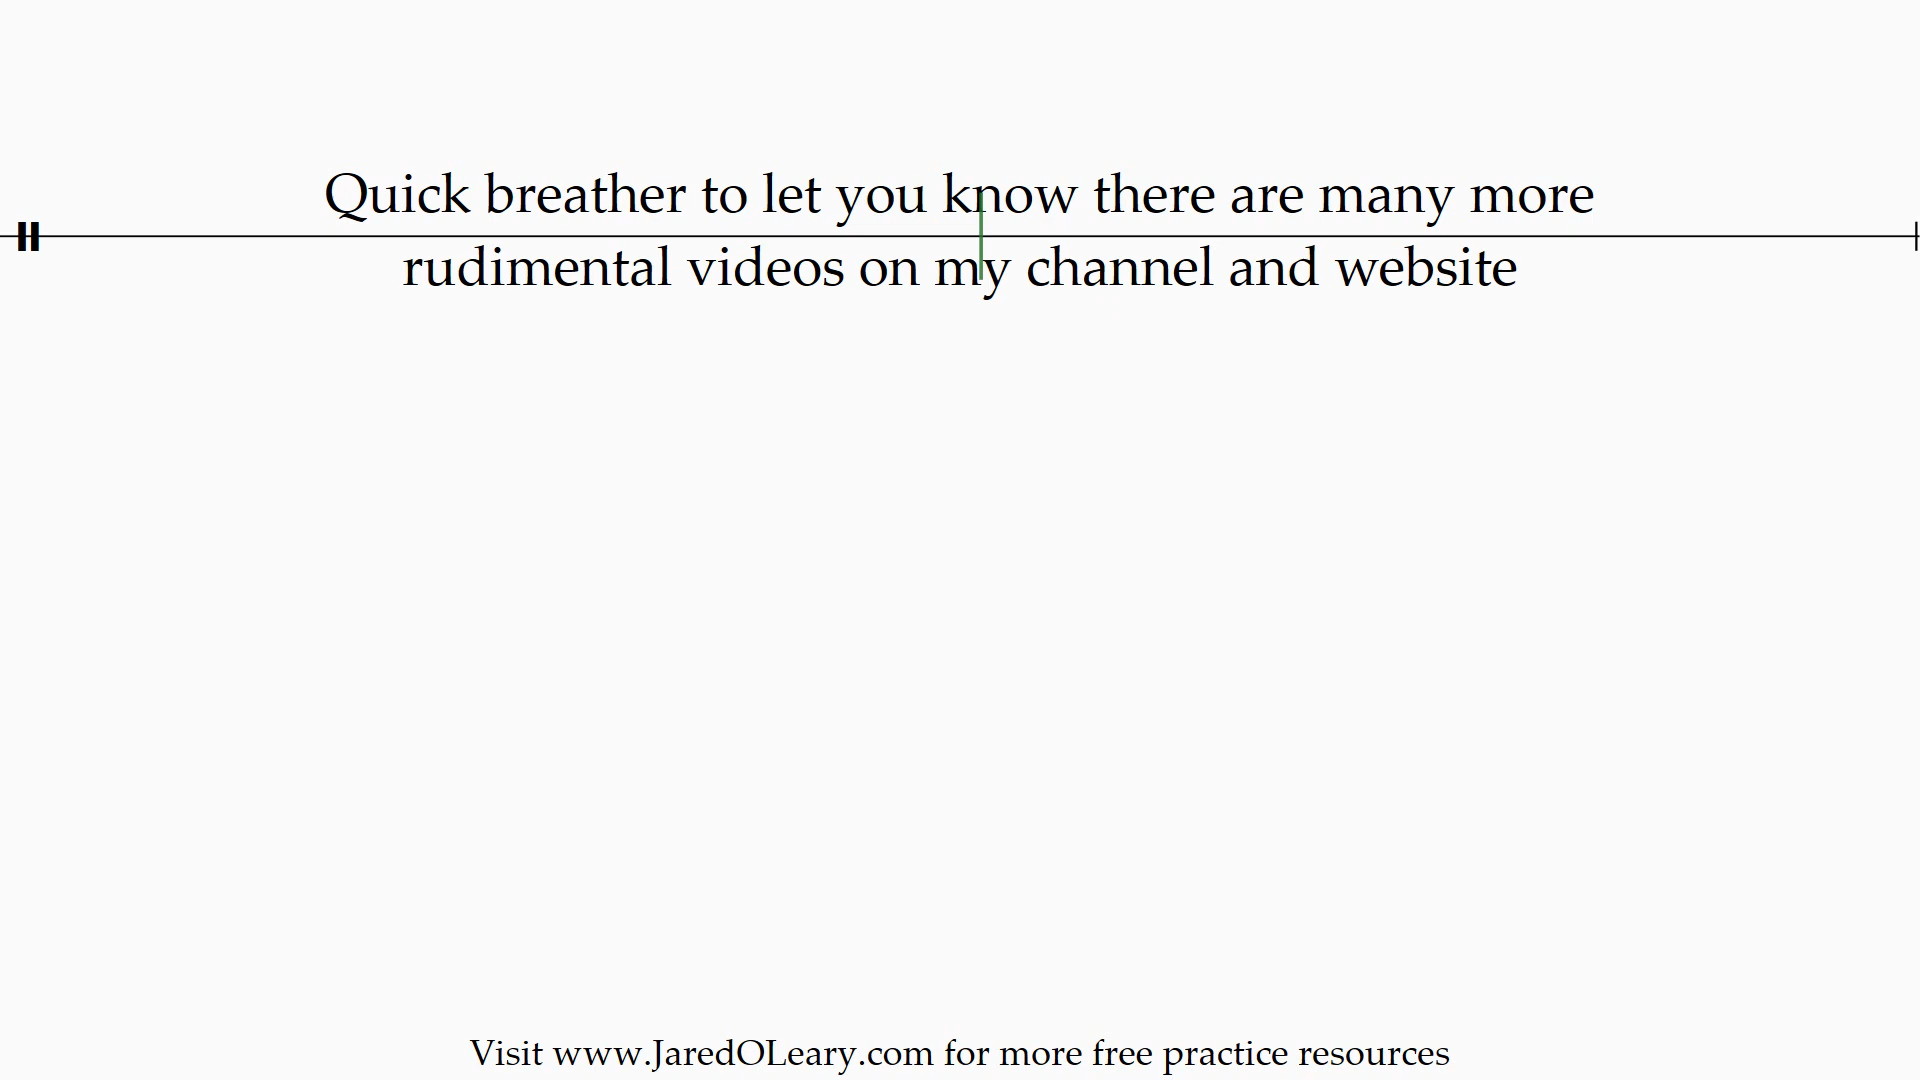 Quick breather to let you know there are many more
rudimental videos on my channel and website
Visit www.JaredOLeary.com for more free practice resources